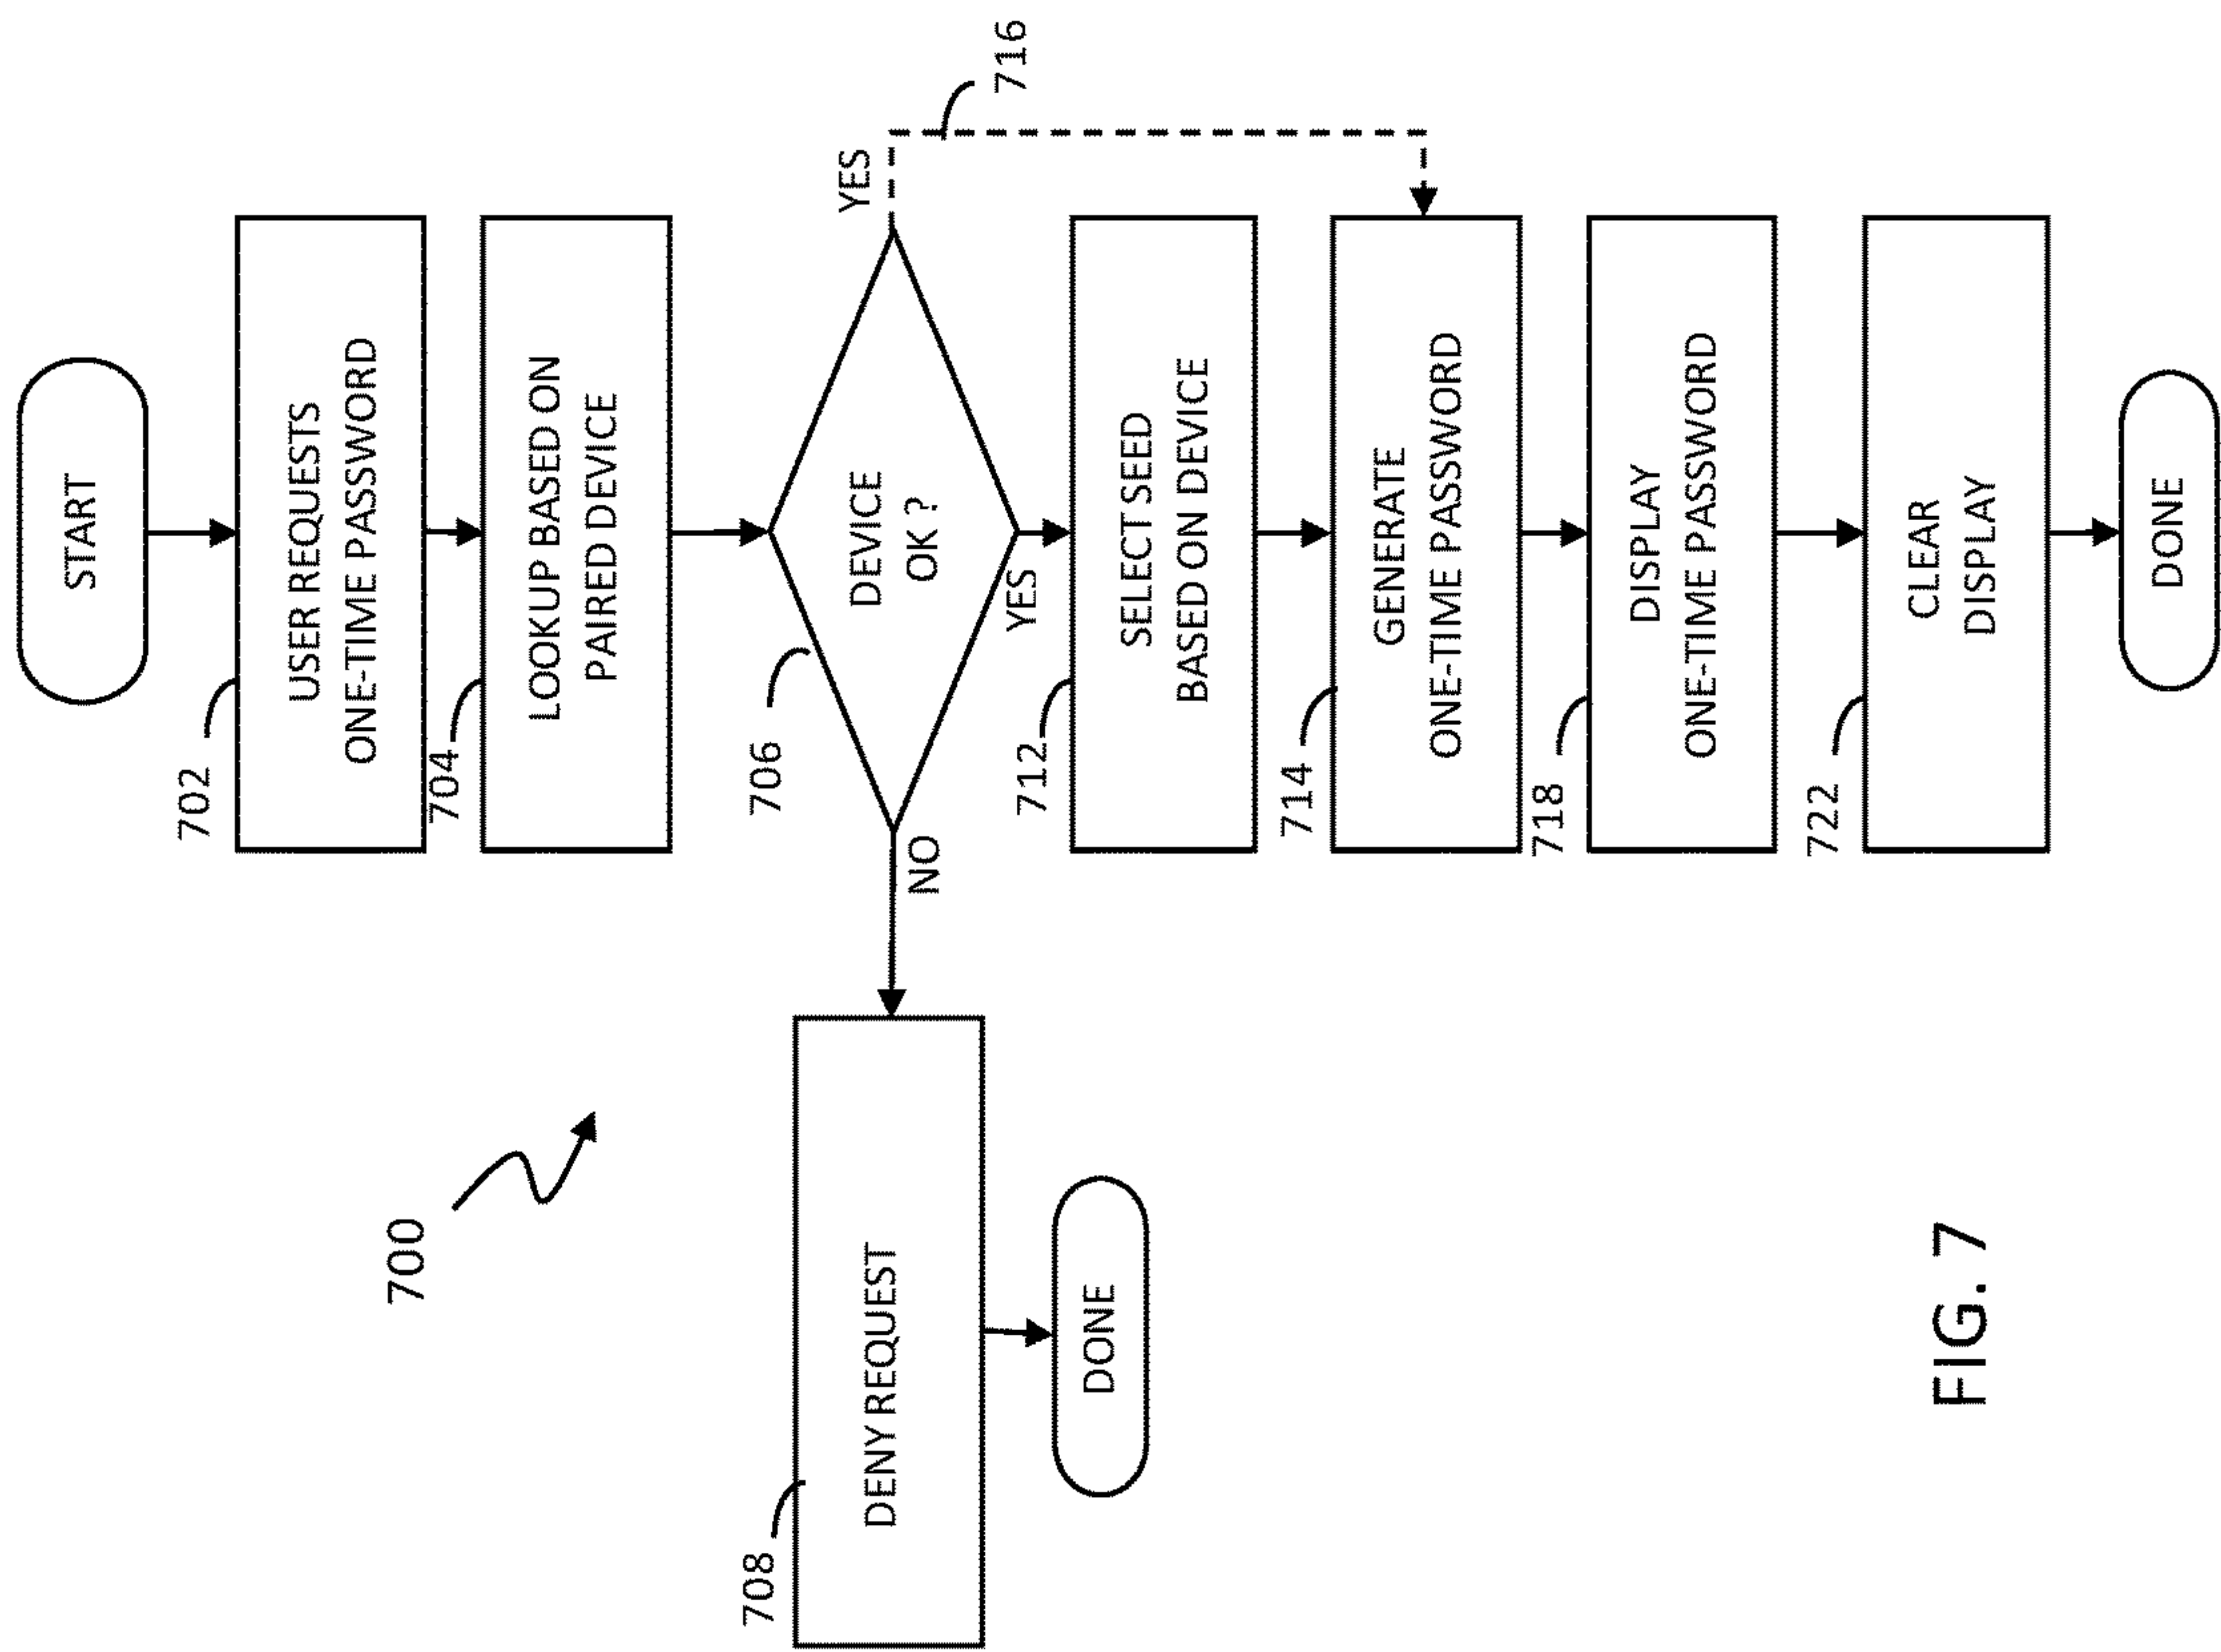 START
702
USER REQUESTS
ONE-TIME PASSWORD
704
LOOKUP BASED ON
PAIRED DEVICE
706
DEVICE
OK ?
YES
716
NO
YES
708
DENY REQUEST
DONE
712
SELECT SEED
BASED ON DEVICE
714
GENERATE
ONE-TIME PASSWORD
718
DISPLAY
ONE-TIME PASSWORD
722
CLEAR
DISPLAY
DONE
700
FIG. 7